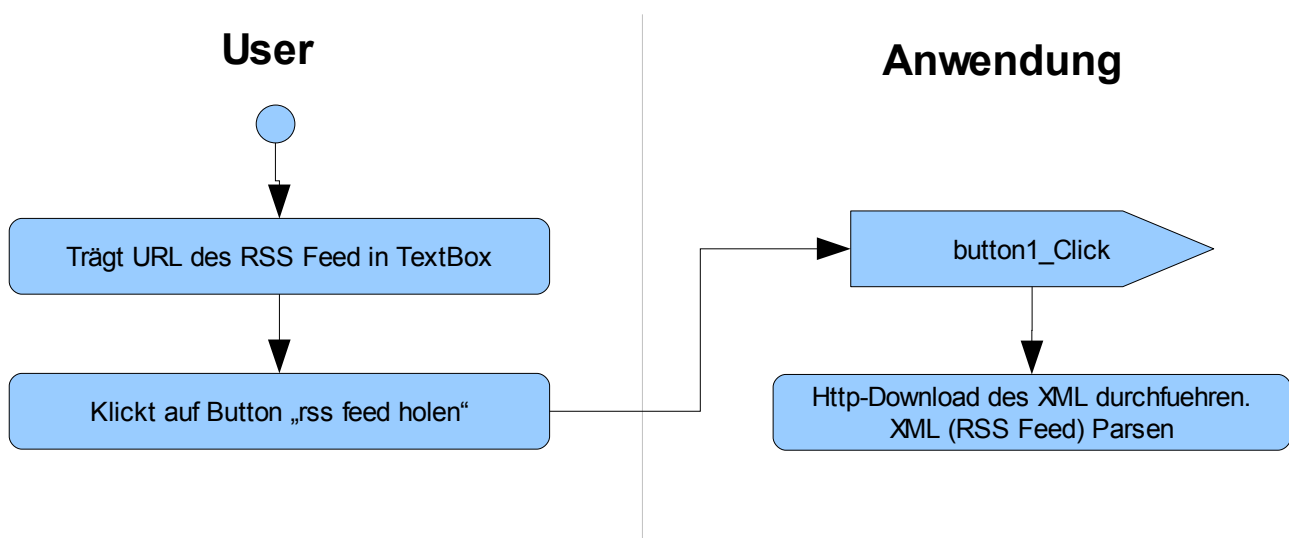 User
Anwendung
Trägt URL des RSS Feed in TextBox
Klickt auf Button „rss feed holen“
button1_Click
Http-Download des XML durchfuehren.
XML (RSS Feed) Parsen